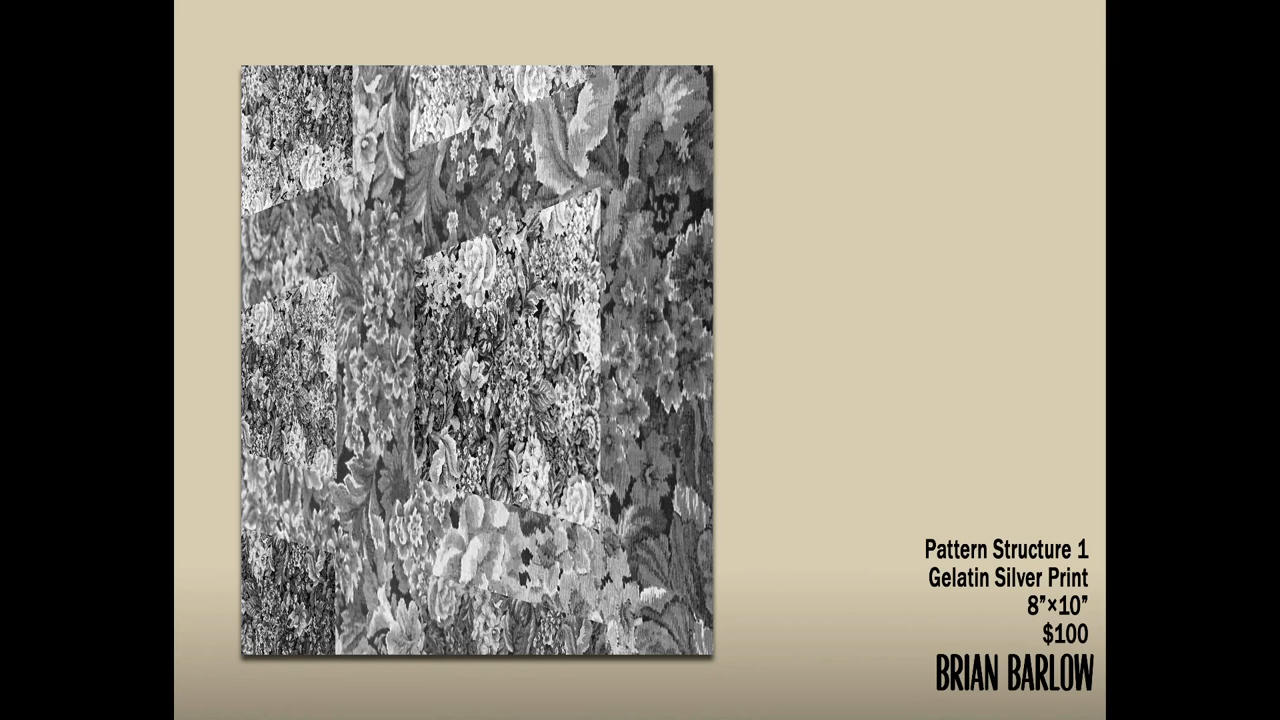 Pattern Structure 1
Gelatin Silver Print
8”×10”
$100
BRIAN BARLOW